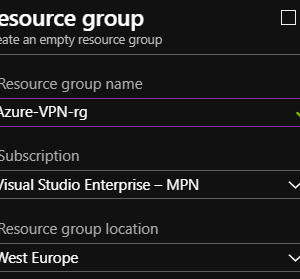 esource group
eate an empty resource group
Resource group name
Azure-VPN-rg
Subscription
Visual Studio Enterprise – MPN
Resource group location
West Europe